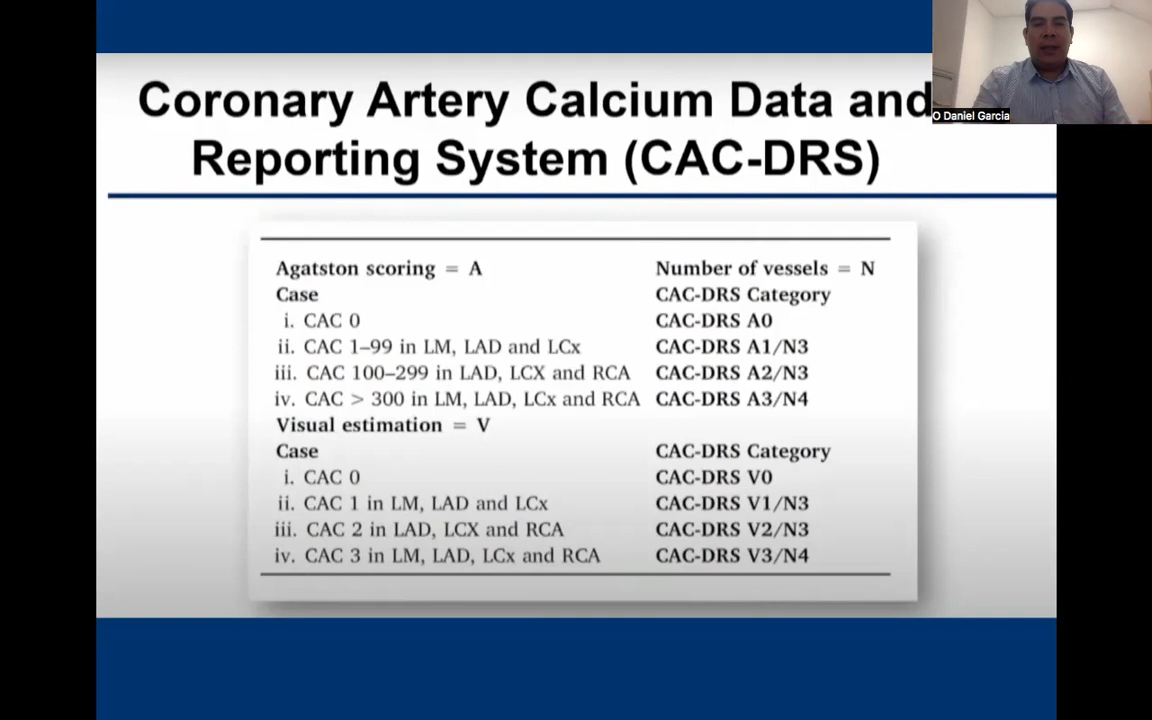 Coronary Artery Calcium Data and
Reporting System (CAC-DRS)
O Daniel Garcia
Agatston scoring = A Number of vessels = N
Case CAC-DRS Category
i. CAC 0 CAC-DRS A0
ii. CAC 1–99 in LM, LAD and LCx CAC-DRS A1/N3
iii. CAC 100–299 in LAD, LCX and RCA CAC-DRS A2/N3
iv. CAC > 300 in LM, LAD, LCx and RCA CAC-DRS A3/N4
Visual estimation = V
Case CAC-DRS Category
i. CAC 0 CAC-DRS V0
ii. CAC 1 in LM, LAD and LCx CAC-DRS V1/N3
iii. CAC 2 in LAD, LCX and RCA CAC-DRS V2/N3
iv. CAC 3 in LM, LAD, LCx and RCA CAC-DRS V3/N4